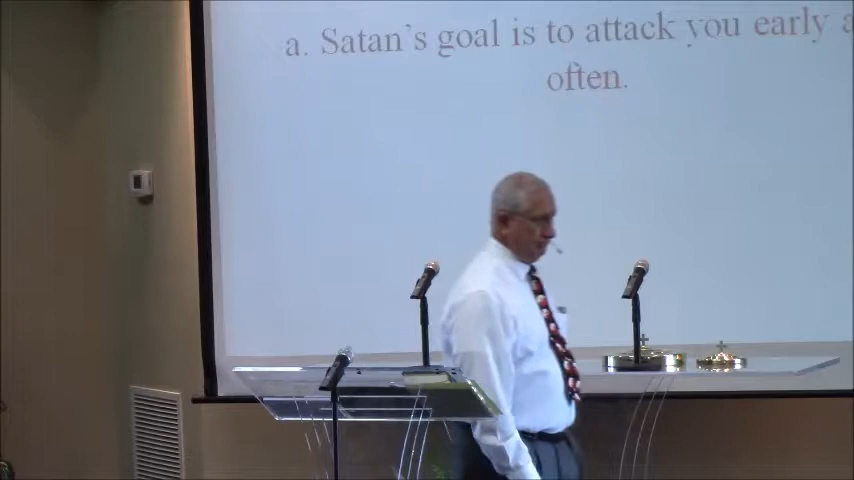 a. Satan's goal is to attack you early a
often.